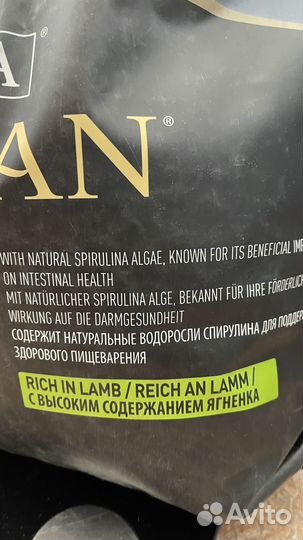 A
AN®
WITH NATURAL SPIRULINA ALGAE, KNOWN FOR ITS BENEFICIAL
ON INTESTINAL HEALTH
MIT NATÜRLICHER SPIRULINA ALGE, BEKANNT FÜR IHRE FÖRDERLICH
WIRKUNG AUF DIE DARMGESUNDHEIT
СОДЕРЖИТ НАТУРАЛЬНЫЕ ВОДОРОСЛИ СПИРУЛИНА ДЛЯ ПОДДЕР
ЗДОРОВОГО ПИЩЕВАРЕНИЯ
RICH IN LAMB / REICH AN LAMM /
С ВЫСОКИМ СОДЕРЖАНИЕМ ЯГНЕНКА
Avito